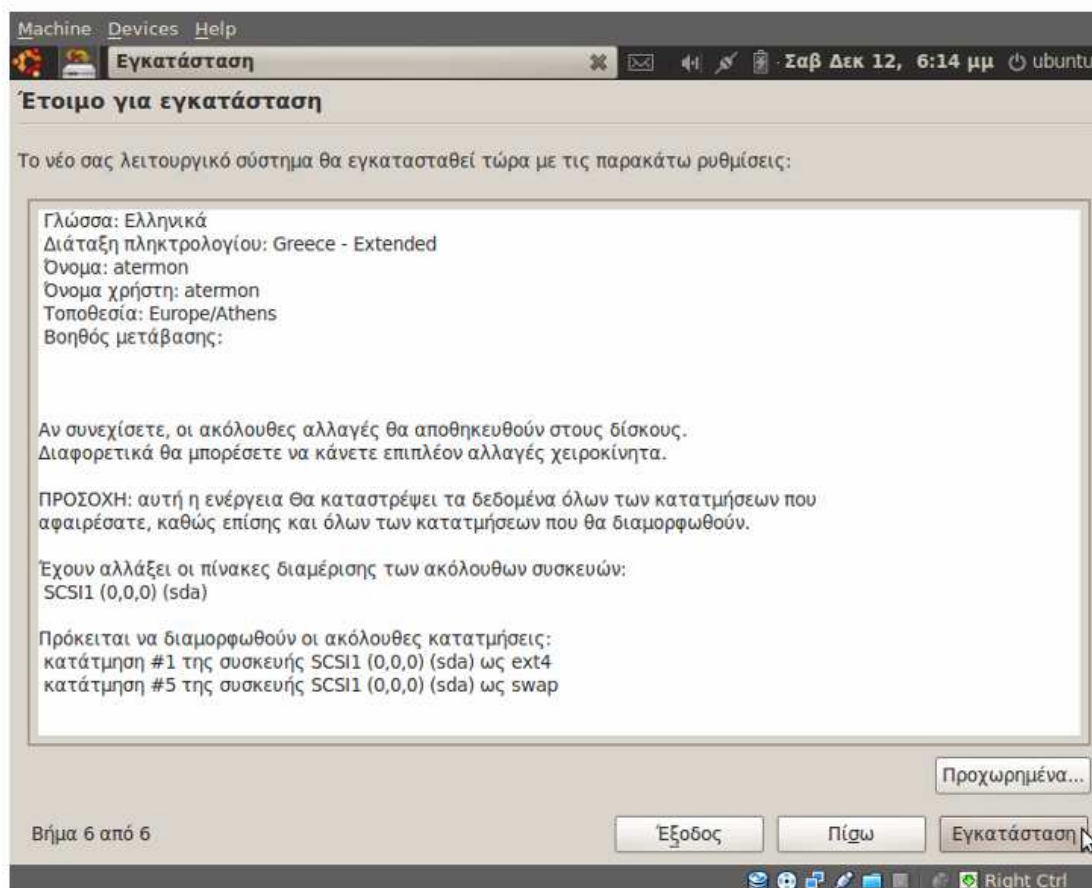 Machine Devices Help
Εγκατάσταση
Σαβ Δεκ 12, 6:14 μμ ubuntu
Έτοιμο για εγκατάσταση
Το νέο σας λειτουργικό σύστημα θα εγκατασταθεί τώρα με τις παρακάτω ρυθμίσεις:
Γλώσσα: Ελληνικά
Διάταξη πληκτρολογίου: Greece - Extended
Όνομα: atermon
Όνομα χρήστη: atermon
Τοποθεσία: Europe/Athens
Βοηθός μετάβασης:
Αν συνεχίσετε, οι ακόλουθες αλλαγές θα αποθηκευθούν στους δίσκους.
Διαφορετικά θα μπορέσετε να κάνετε επιπλέον αλλαγές χειροκίνητα.
ΠΡΟΣΟΧΗ: αυτή η ενέργεια Θα καταστρέψει τα δεδομένα όλων των κατατμήσεων που
αφαιρέσατε, καθώς επίσης και όλων των κατατμήσεων που θα διαμορφωθούν.
Έχουν αλλάξει οι πίνακες διαμέρισης των ακόλουθων συσκευών:
SCSI1 (0,0,0) (sda)
Πρόκειται να διαμορφωθούν οι ακόλουθες κατατμήσεις:
κατάτμηση #1 της συσκευής SCSI1 (0,0,0) (sda) ως ext4
κατάτμηση #5 της συσκευής SCSI1 (0,0,0) (sda) ως swap
Προχωρημένα...
Βήμα 6 από 6
Έξοδος
Πίσω
Εγκατάσταση
Right Ctrl